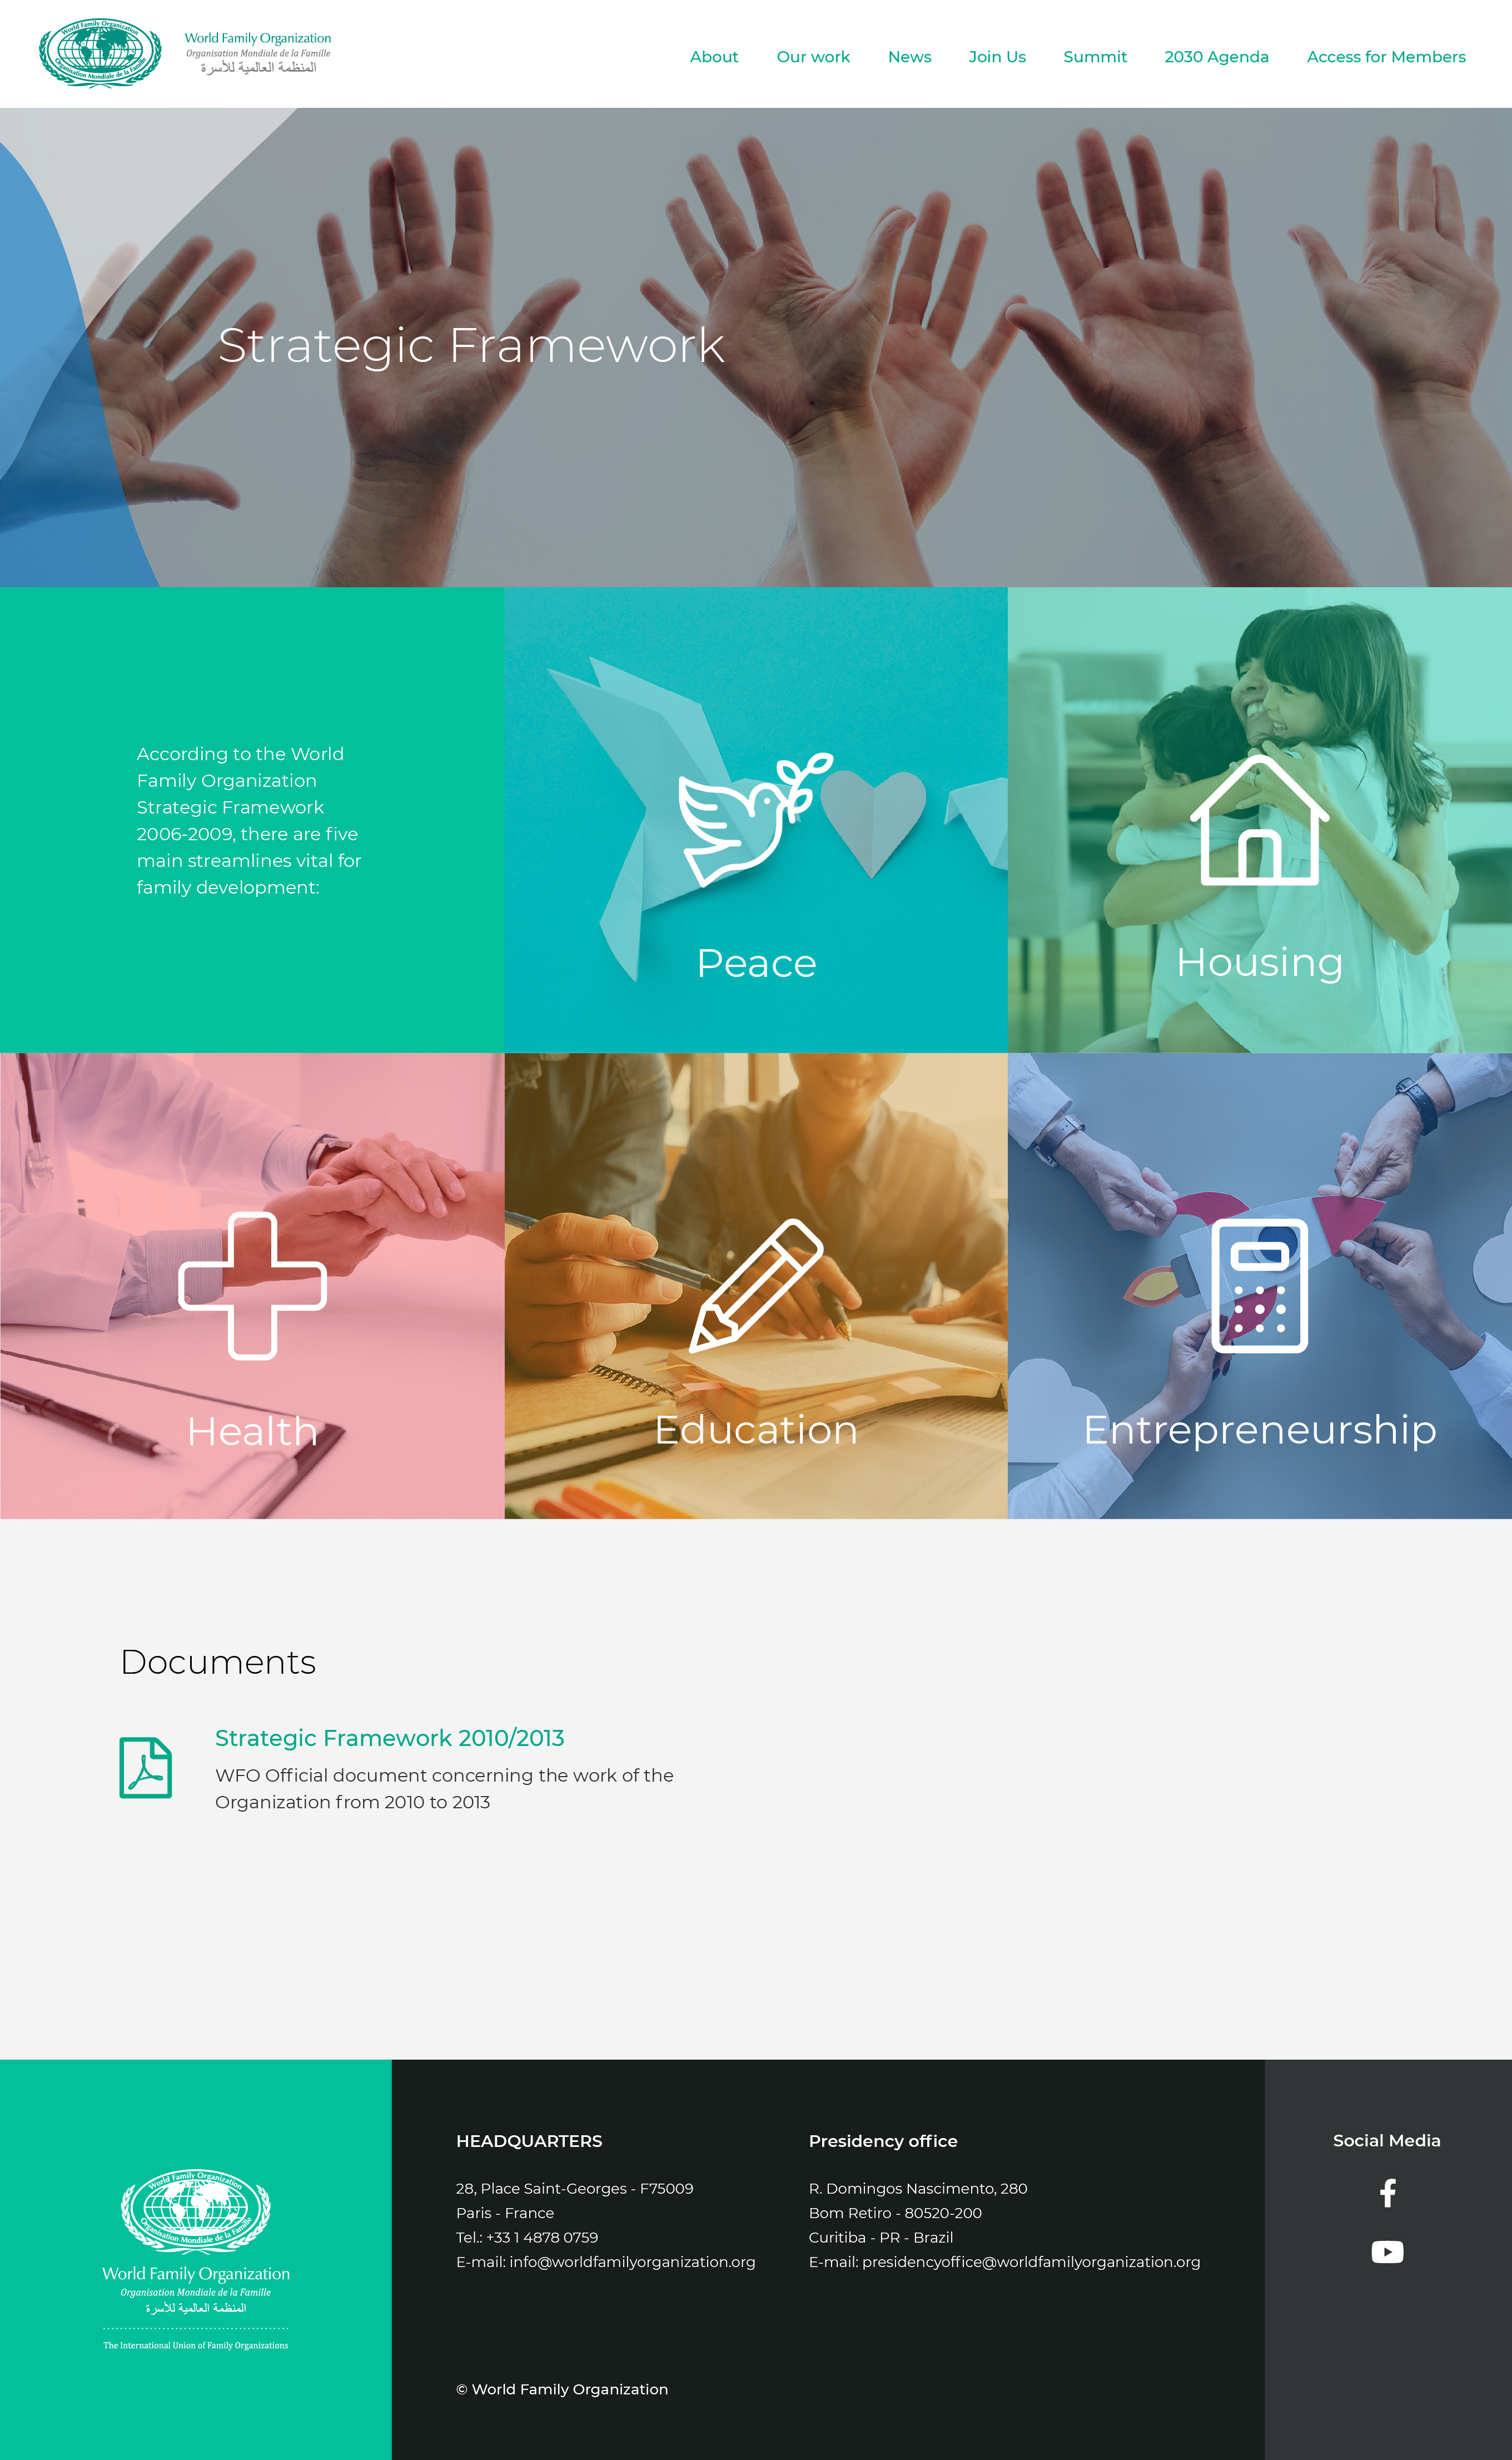 World Family Organization
Organisation Mondiale de la Famille
World Family Organization
Organisation Mondiale de la Famille
المنظمة العالمية للأسرة
About
Our work
News
Join Us
Summit
2030 Agenda
Access for Members
Strategic Framework
According to the World
Family Organization
Strategic Framework
2006-2009, there are five
main streamlines vital for
family development:
Peace
Housing
Health
Education
Entrepreneurship
Documents
Strategic Framework 2010/2013
WFO Official document concerning the work of the
Organization from 2010 to 2013
World Family Organization
Organisation Mondiale de la Famille
World Family Organization
Organisation Mondiale de la Famille
المنظمة العالمية للأسرة
The International Union of Family Organizations
HEADQUARTERS
28, Place Saint-Georges - F75009
Paris - France
Tel.: +33 1 4878 0759
E-mail: info@worldfamilyorganization.org
© World Family Organization
Presidency office
R. Domingos Nascimento, 280
Bom Retiro - 80520-200
Curitiba - PR - Brazil
E-mail: presidencyoffice@worldfamilyorganization.org
Social Media